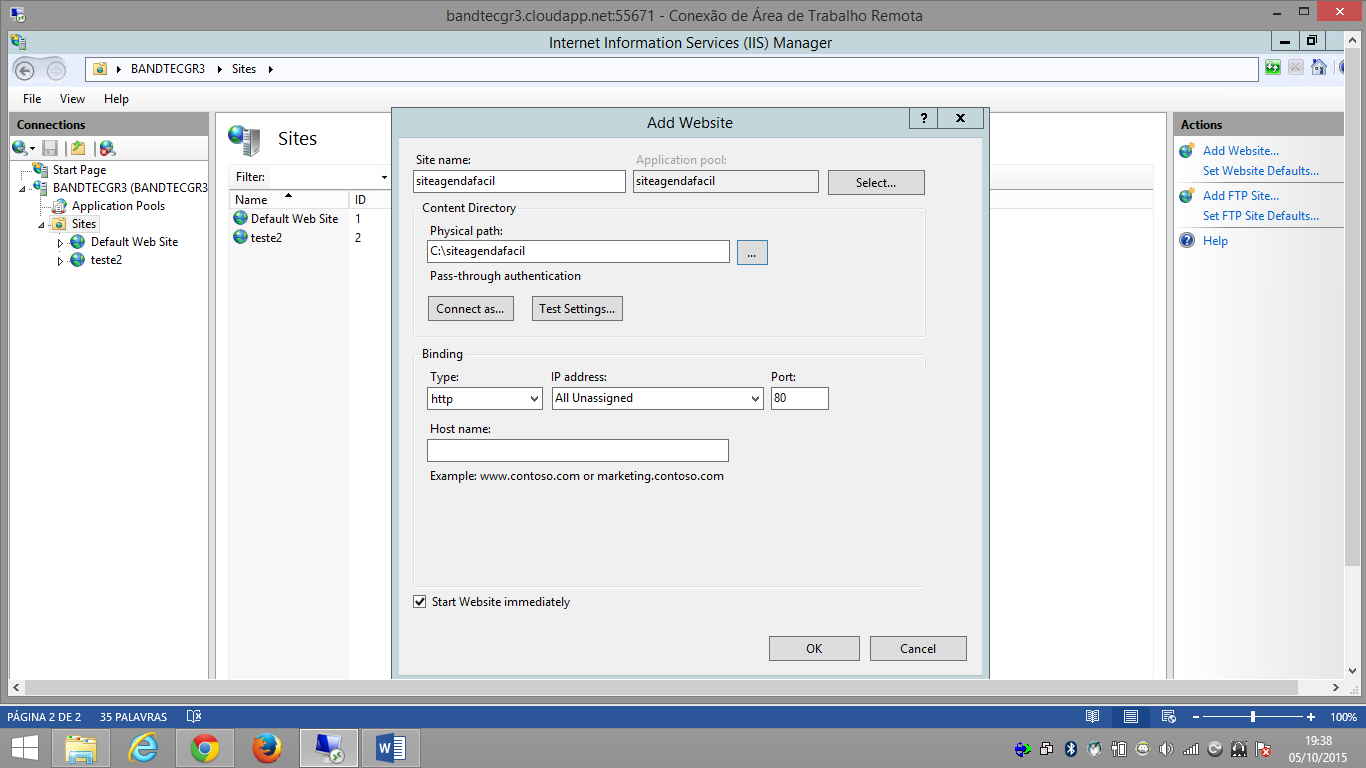 bandtecgr3.cloudapp.net:55671 - Conexão de Área de Trabalho Remota
Internet Information Services (IIS) Manager
BANDTECGR3 Sites
File View Help
Connections
Start Page
BANDTECGR3 (BANDTECGR3
Application Pools
Sites
Default Web Site
teste2
Sites
Filter:
Name ID
Default Web Site 1
teste2 2
Add Website
? x
Site name:
Application pool:
siteagendafacil
siteagendafacil
Select...
Content Directory
Physical path:
C:\siteagendafacil
...
Pass-through authentication
Connect as...
Test Settings...
Binding
Type:
IP address:
Port:
http
All Unassigned
80
Host name:
Example: www.contoso.com or marketing.contoso.com
Start Website immediately
OK
Cancel
Actions
Add Website...
Set Website Defaults...
Add FTP Site...
Set FTP Site Defaults...
Help
PÁGINA 2 DE 2 35 PALAVRAS
100%
19:38
05/10/2015